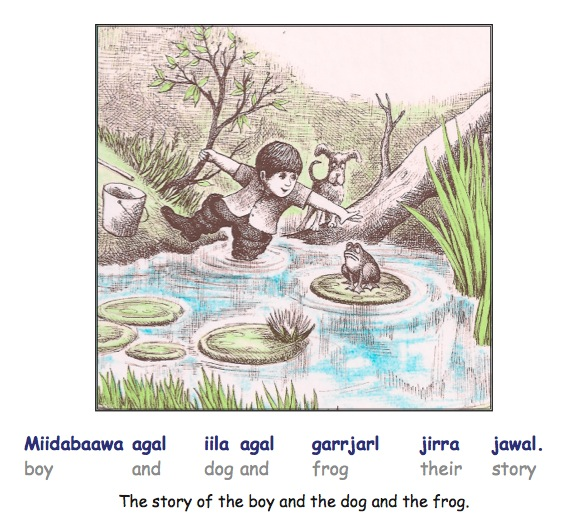 Miidabaawa agal iila agal garrjarl jirra jawal.
boy and dog and frog their story
The story of the boy and the dog and the frog.